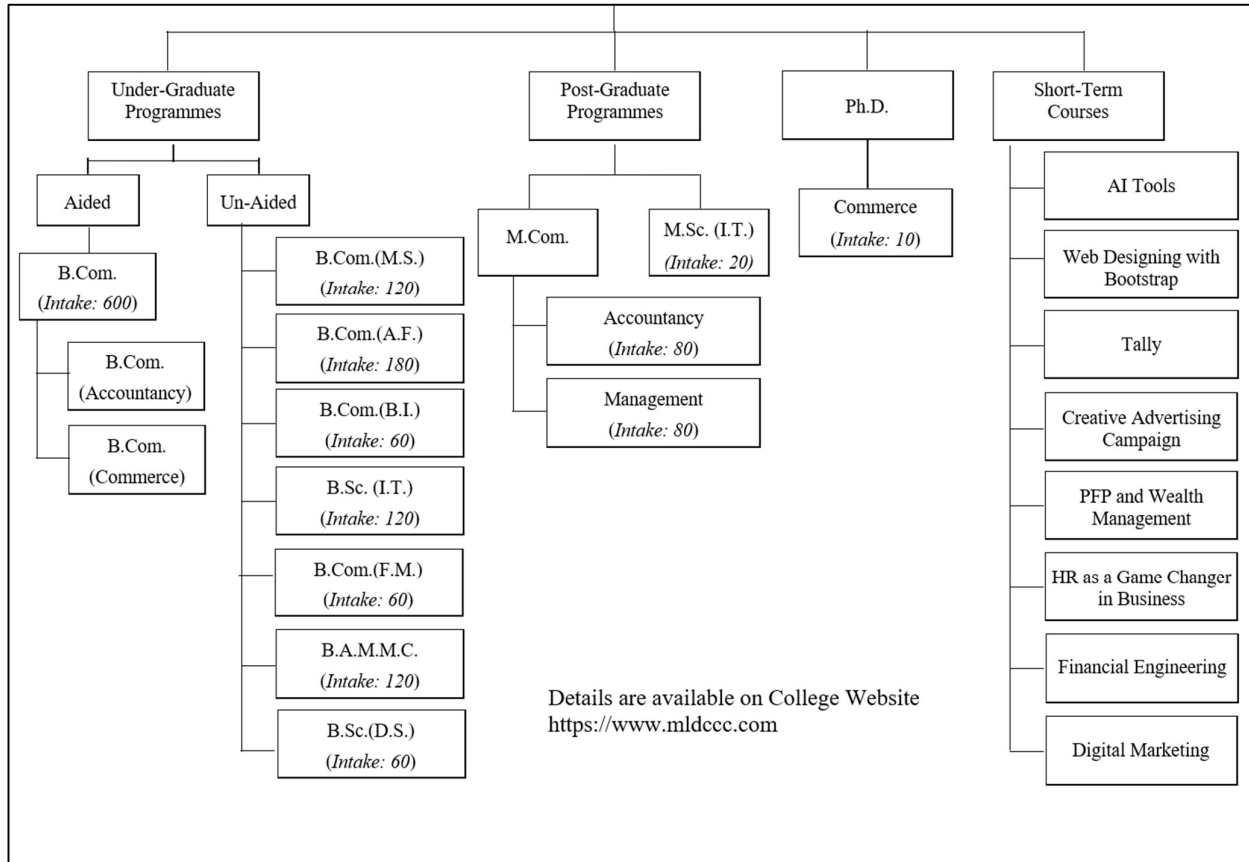 Under-Graduate
Programmes
Post-Graduate
Programmes
Ph.D.
Short-Term
Courses
Aided
Un-Aided
B.Com.
(Intake: 600)
B.Com.
(Accountancy)
B.Com.
(Commerce)
B.Com.(M.S.)
(Intake: 120)
B.Com.(A.F.)
(Intake: 180)
B.Com.(B.I.)
(Intake: 60)
B.Sc. (I.T.)
(Intake: 120)
B.Com.(F.M.)
(Intake: 60)
B.A.M.M.C.
(Intake: 120)
B.Sc.(D.S.)
(Intake: 60)
M.Com.
M.Sc. (I.T.)
(Intake: 20)
Accountancy
(Intake: 80)
Management
(Intake: 80)
Commerce
(Intake: 10)
AI Tools
Web Designing with
Bootstrap
Tally
Creative Advertising
Campaign
PFP and Wealth
Management
HR as a Game Changer
in Business
Financial Engineering
Digital Marketing
Details are available on College Website
https://www.mldccc.com